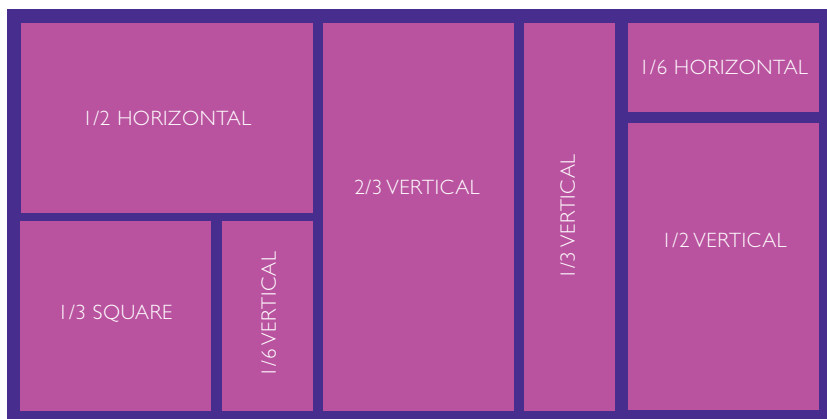 1/2 HORIZONTAL
1/3 SQUARE
1/6 VERTICAL
2/3 VERTICAL
1/3 VERTICAL
1/6 HORIZONTAL
1/2 VERTICAL